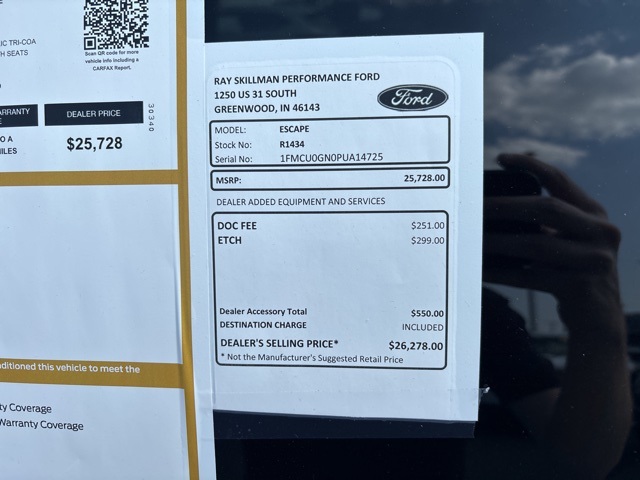 IC TRI-COA
H SEATS
Scan QR code for more
vehicle info including a
CARFAX Report.
ARRANTY
DEALER PRICE
30340
O A
$25,728
nditioned this vehicle to meet the
ty Coverage
Warranty Coverage
RAY SKILLMAN PERFORMANCE FORD
1250 US 31 SOUTH
GREENWOOD, IN 46143
Ford
MODEL: ESCAPE
Stock No: R1434
Serial No: 1FMCU0GN0PUA14725
MSRP: 25,728.00
DEALER ADDED EQUIPMENT AND SERVICES
DOC FEE $251.00
ETCH $299.00
Dealer Accessory Total $550.00
DESTINATION CHARGE INCLUDED
DEALER'S SELLING PRICE* $26,278.00
* Not the Manufacturer's Suggested Retail Price